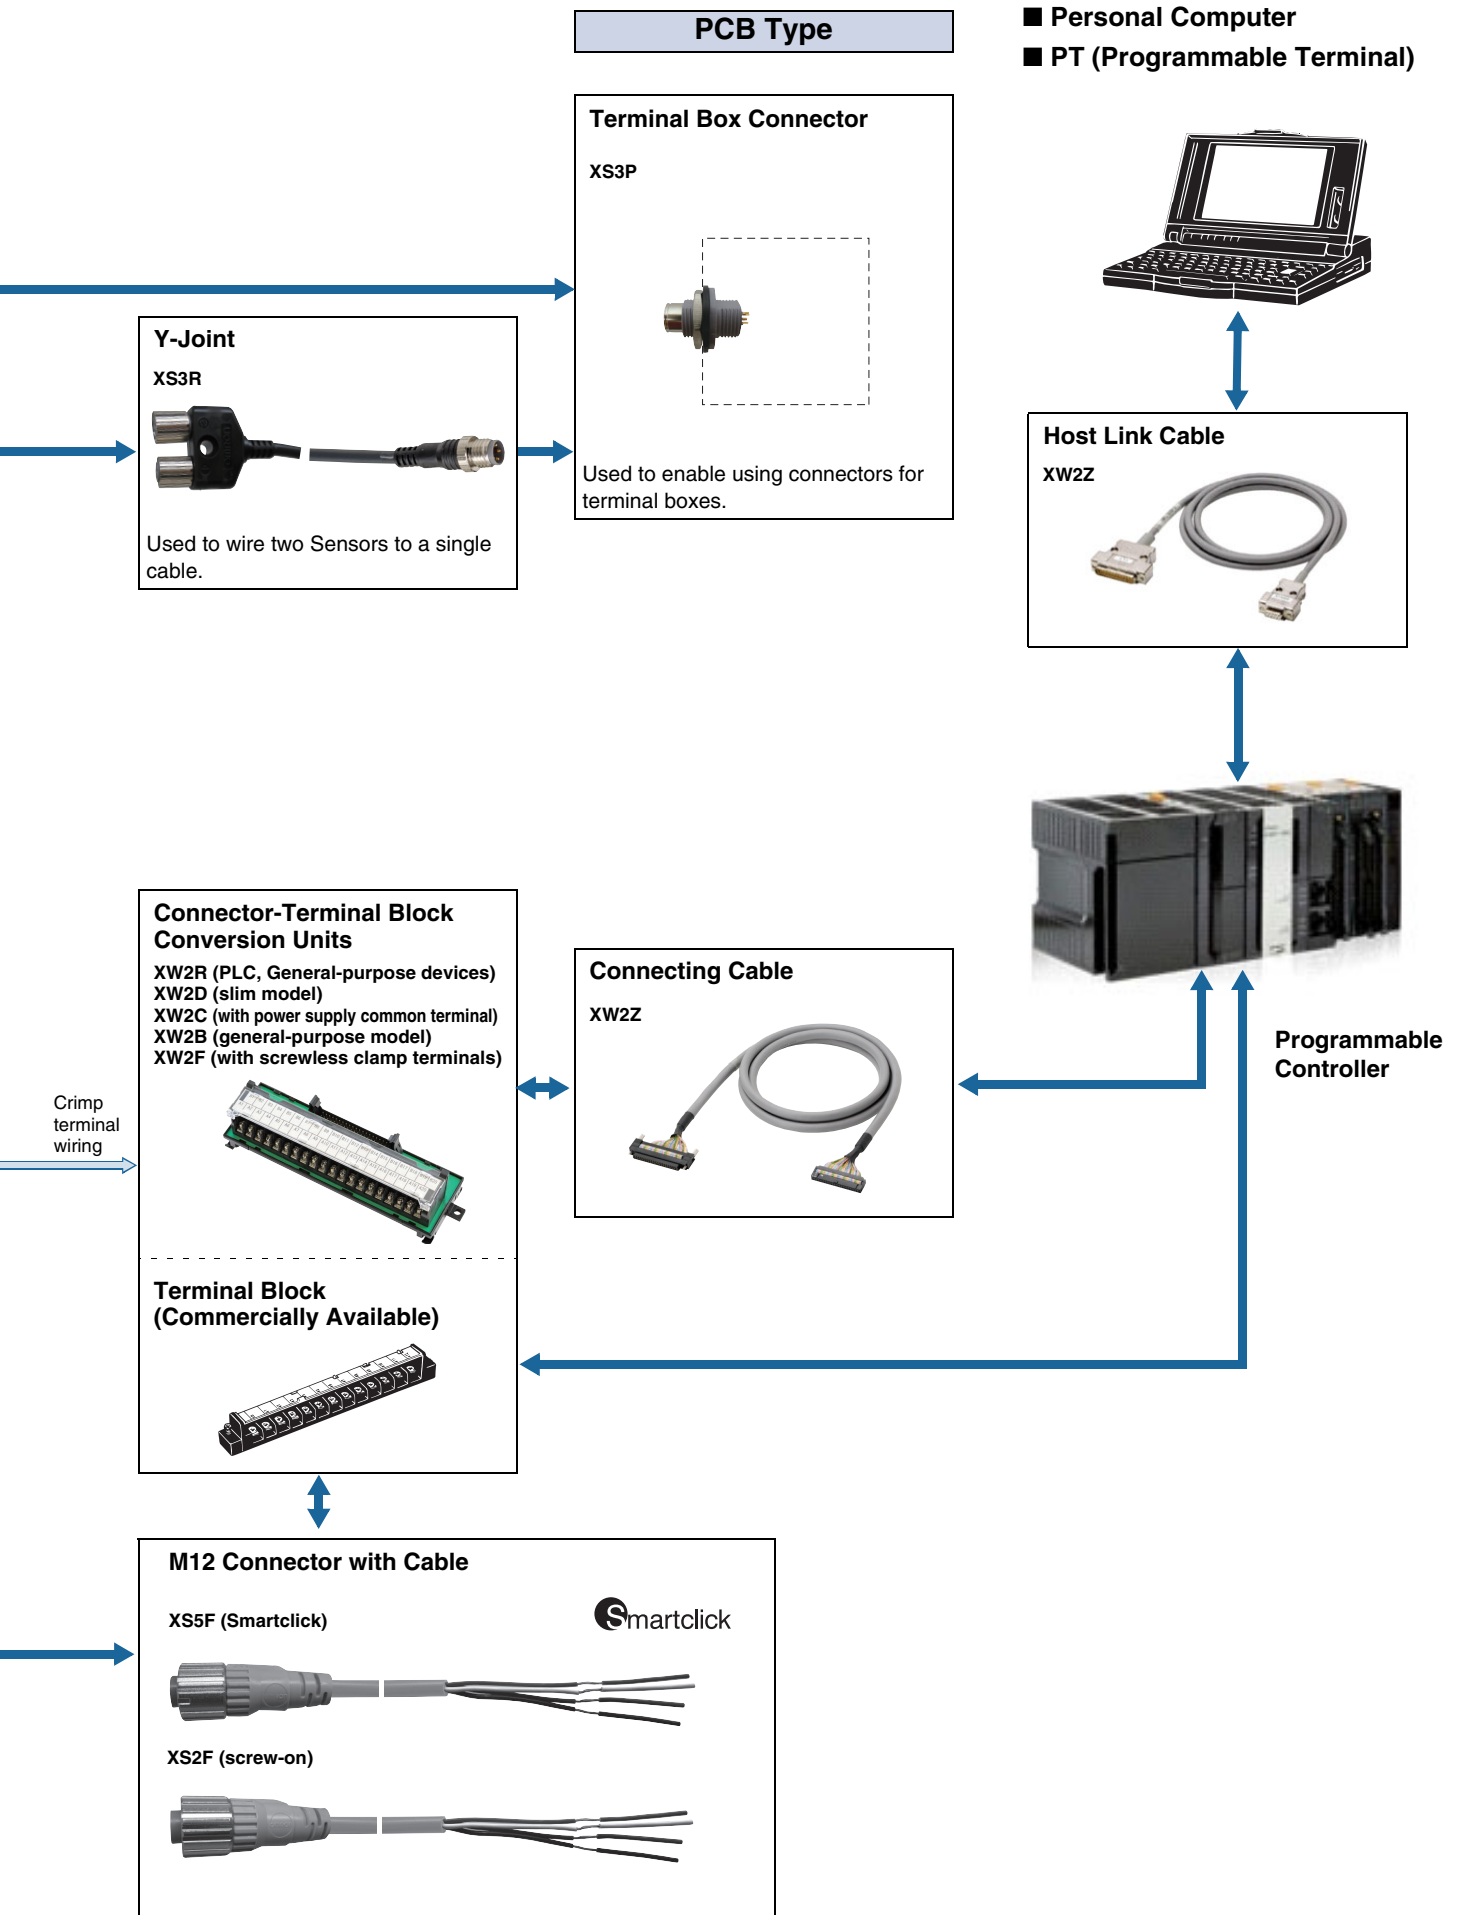 PCB Type
■ Personal Computer
■ PT (Programmable Terminal)
Terminal Box Connector
XS3P
Used to enable using connectors for
terminal boxes.
Y-Joint
XS3R
Used to wire two Sensors to a single
cable.
Host Link Cable
XW2Z
Programmable
Controller
Connector-Terminal Block
Conversion Units
XW2R (PLC, General-purpose devices)
XW2D (slim model)
XW2C (with power supply common terminal)
XW2B (general-purpose model)
XW2F (with screwless clamp terminals)
Connecting Cable
XW2Z
Crimp
terminal
wiring
Terminal Block
(Commercially Available)
M12 Connector with Cable
XS5F (Smartclick)
Smartclick
XS2F (screw-on)